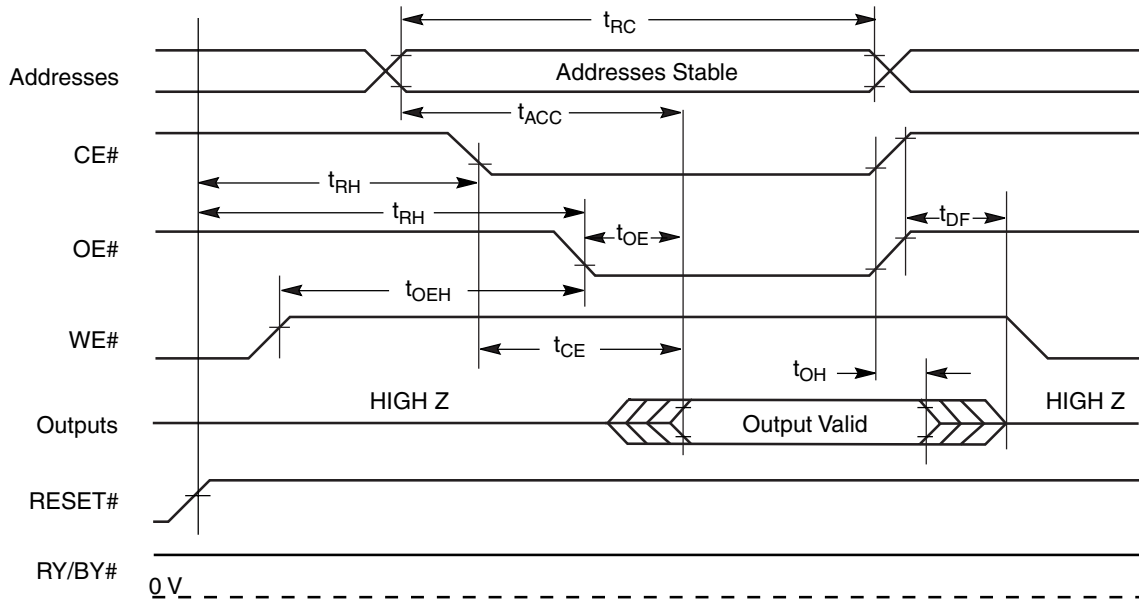 tRC
Addresses
Addresses Stable
tACC
CE#
tRH
tRH
tOE
tDF
OE#
tOEH
WE#
tCE
tOH
HIGH Z
HIGH Z
Outputs
Output Valid
RESET#
RY/BY#
0 V